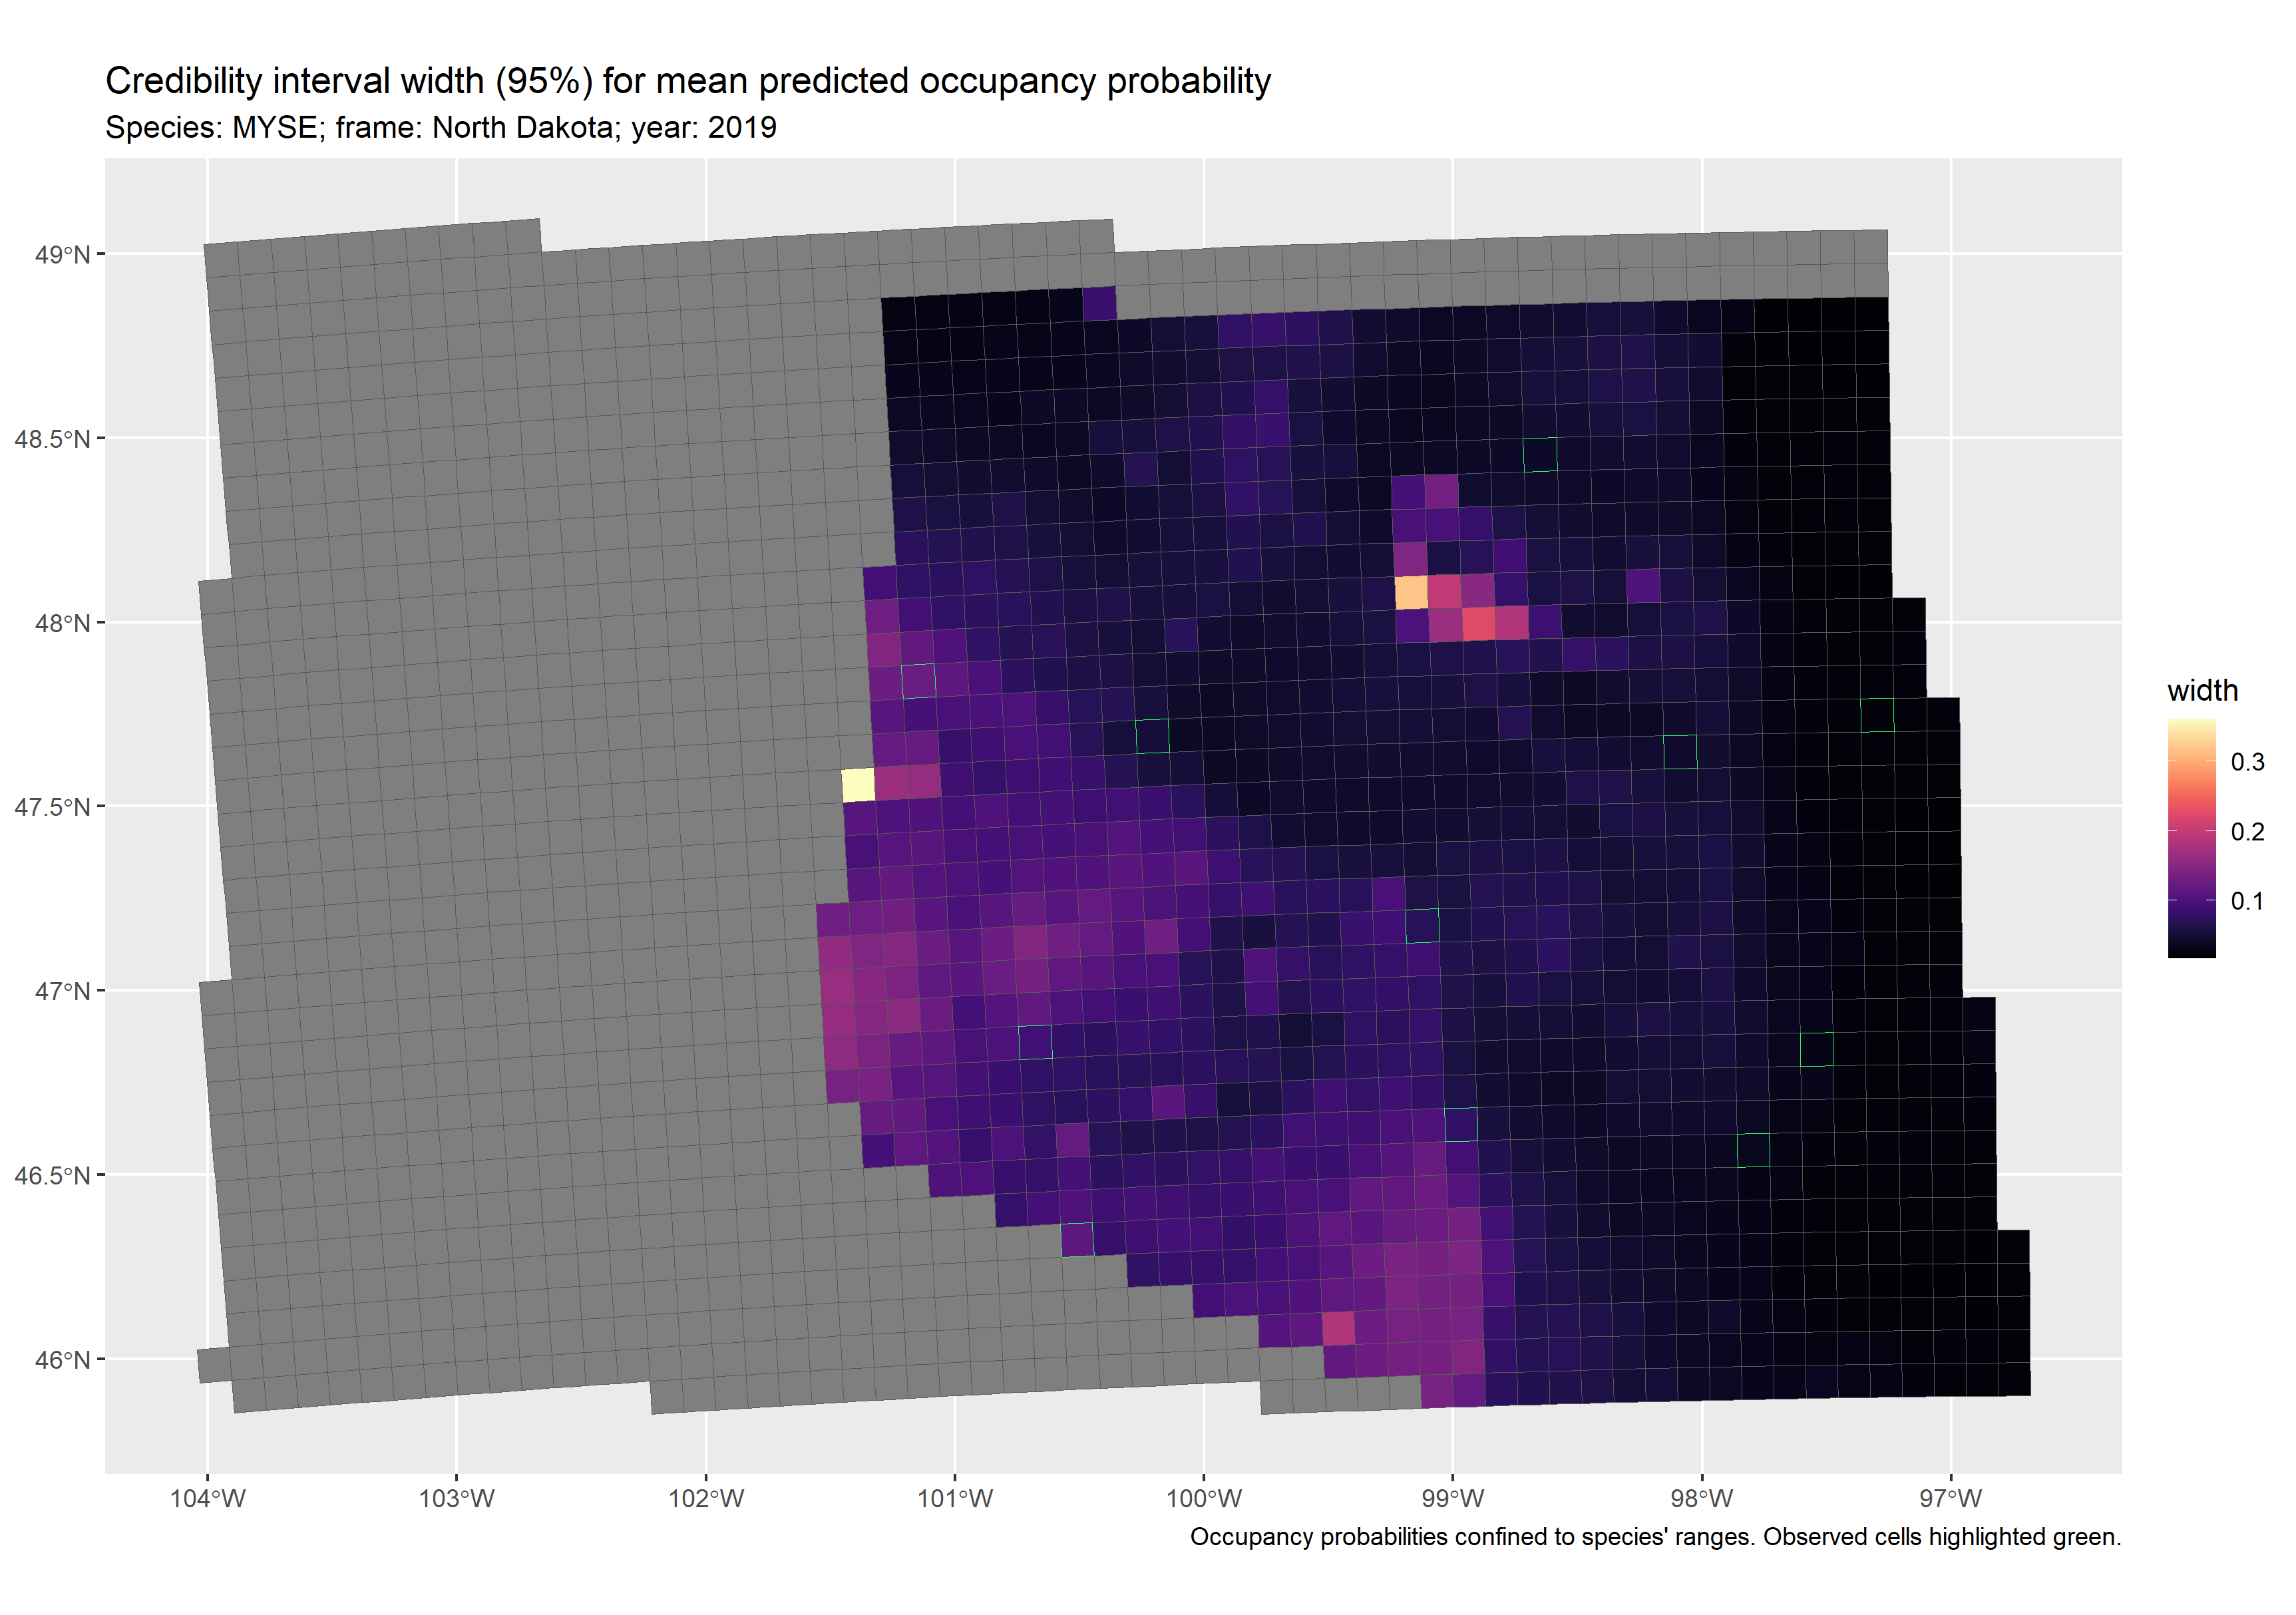 Credibility interval width (95%) for mean predicted occupancy probability
Species: MYSE; frame: North Dakota; year: 2019
49°N
48.5°N
48°N
47.5°N
47°N
46.5°N
46°N
104°W
103°W
102°W
101°W
100°W
99°W
98°W
97°W
width
0.3
0.2
0.1
Occupancy probabilities confined to species' ranges. Observed cells highlighted green.